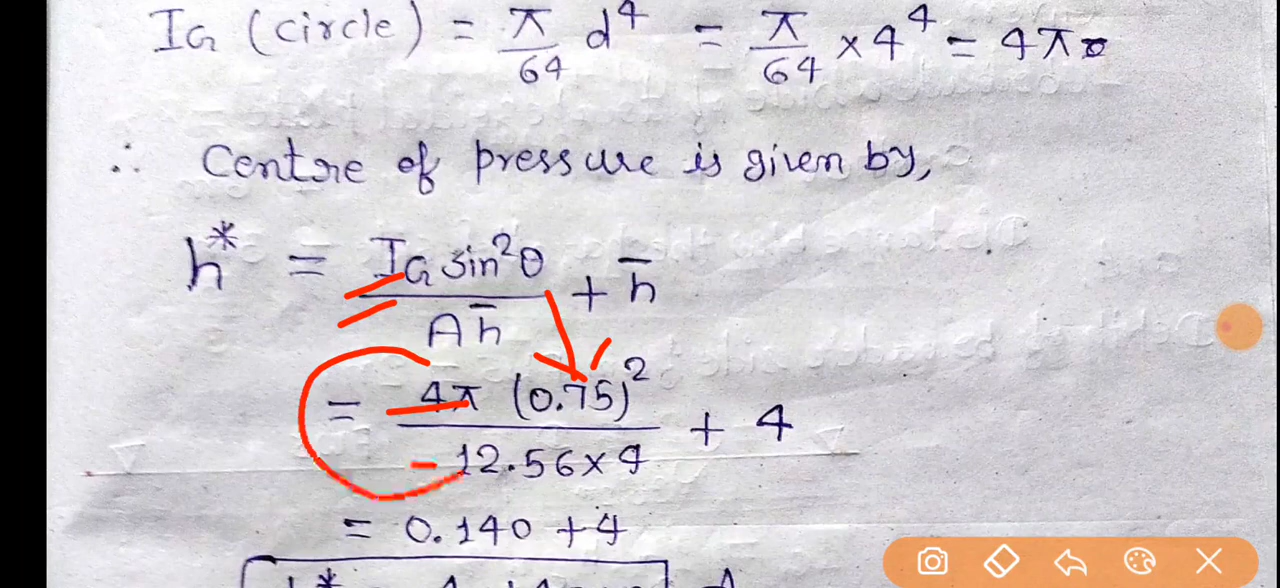 IG (circle) = π/64 d⁴ = π/64 × 4⁴ = 4π
∴ Centre of pressure is given by,
h* = IG sin²θ / A h̄ + h̄
= 4π (0.75)² / 12.56×4 + 4
= 0.140 + 4